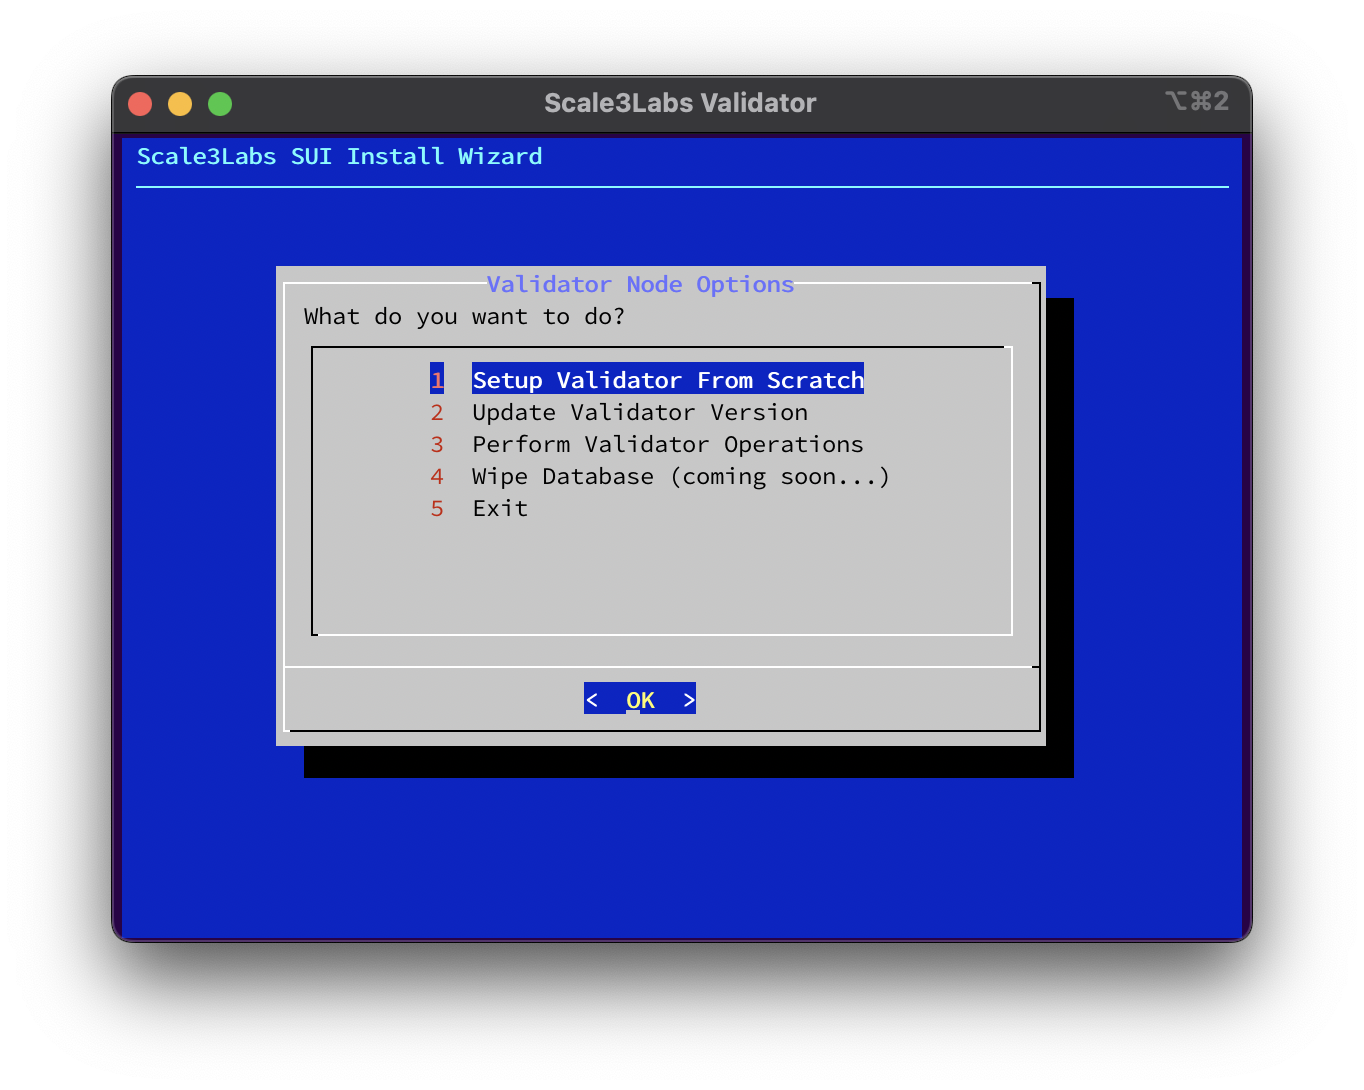 Scale3Labs Validator
⌥⌘2
Scale3Labs SUI Install Wizard
Validator Node Options
What do you want to do?
1 Setup Validator From Scratch
2 Update Validator Version
3 Perform Validator Operations
4 Wipe Database (coming soon...)
5 Exit
< OK >